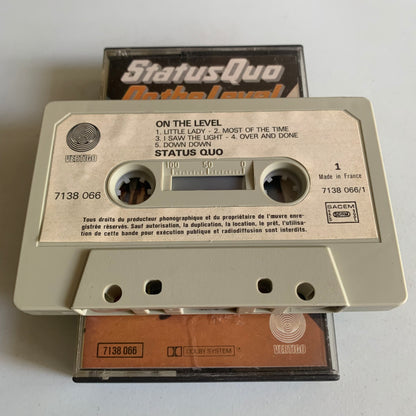 Status Quo
On the Level
ON THE LEVEL
1. LITTLE LADY - 2. MOST OF THE TIME
3. I SAW THE LIGHT - 4. OVER AND DONE
5. DOWN DOWN
STATUS QUO
VERTIGO
7138 066
100 50 0
1
Made in France
7138 066/1
SACEM
Tous droits du producteur phonographique et du propriétaire de l'œuvre enre-
gistrée réservés. Sauf autorisation, la duplication, la location, le prêt, l'utilisa-
tion de cette bande pour exécution publique et radiodiffusion sont interdits.
7138 066
DOLBY SYSTEM
VERTIGO